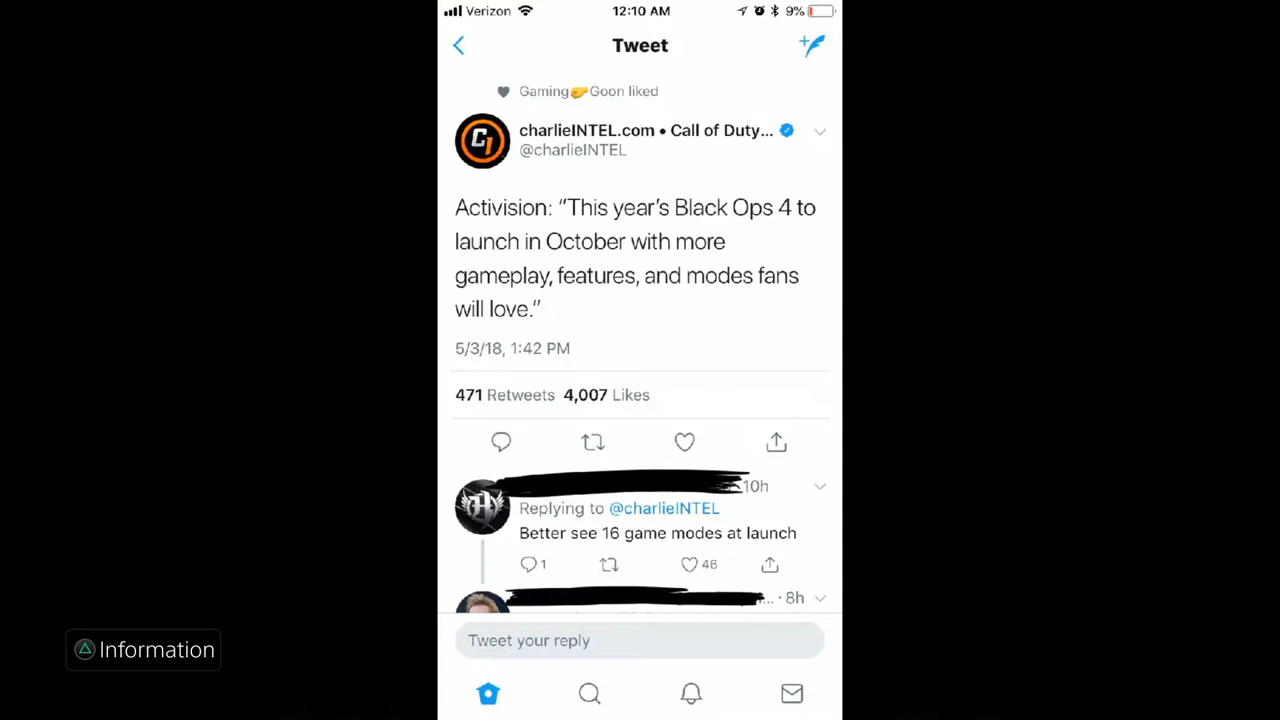 Verizon 12:10 AM 9%
Tweet
Gaming🤛Goon liked
charlieINTEL.com • Call of Duty...
@charlieINTEL
Activision: “This year’s Black Ops 4 to
launch in October with more
gameplay, features, and modes fans
will love.”
5/3/18, 1:42 PM
471 Retweets 4,007 Likes
10h
Replying to @charlieINTEL
Better see 16 game modes at launch
1 46
... · 8h
Tweet your reply
Information